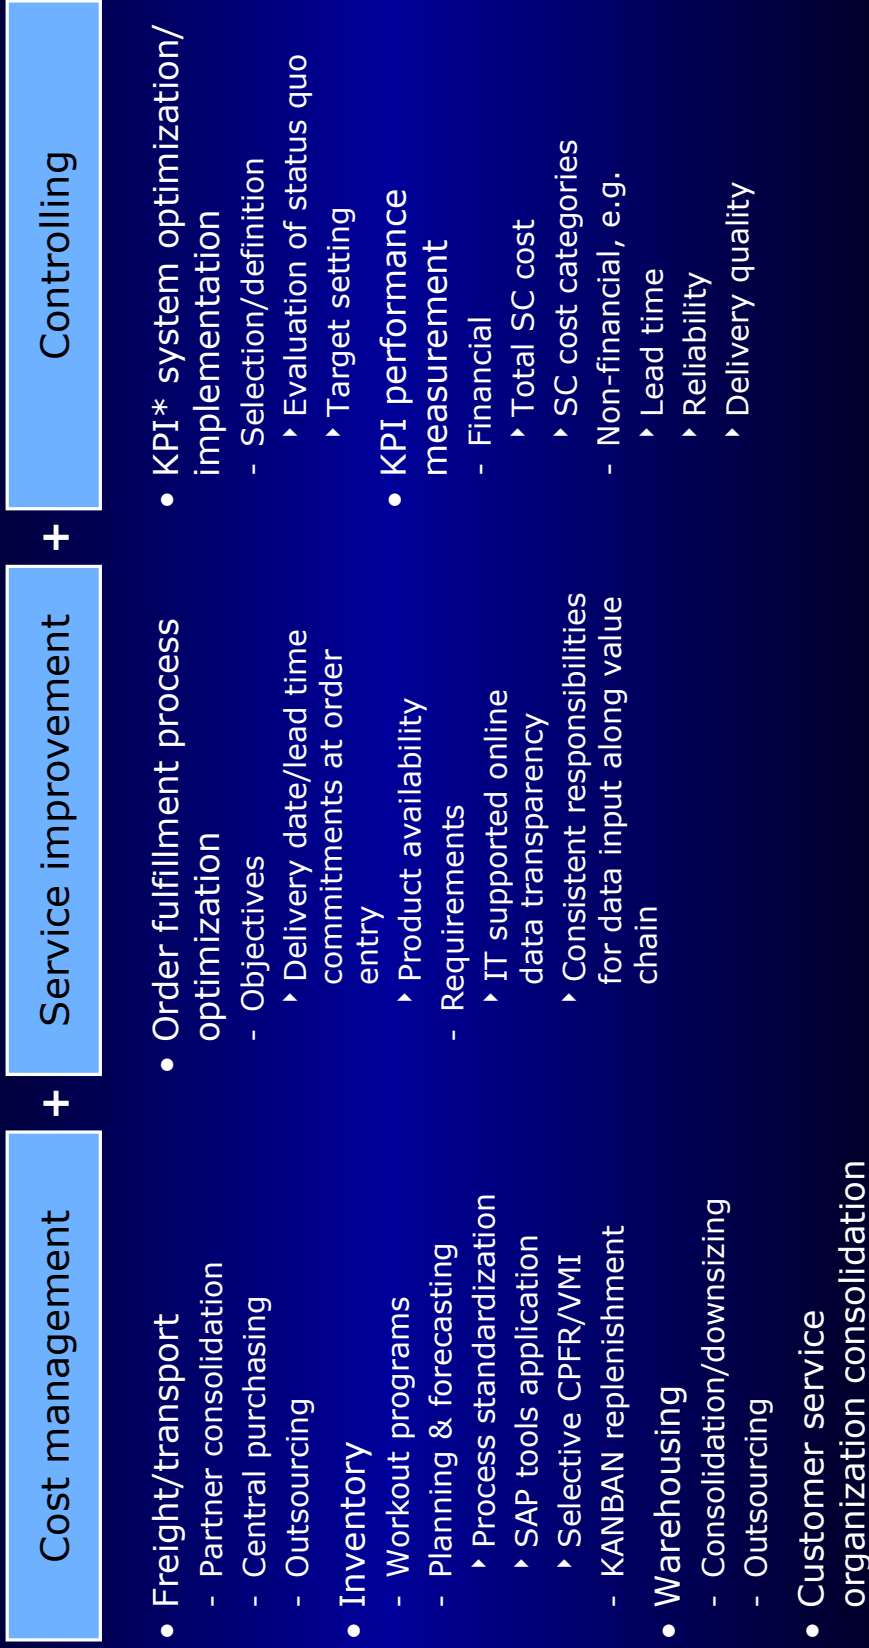 Cost management
+
Service improvement
+
Controlling
• Freight/transport
- Partner consolidation
- Central purchasing
- Outsourcing
• Inventory
- Workout programs
- Planning & forecasting
‣ Process standardization
‣ SAP tools application
‣ Selective CPFR/VMI
- KANBAN replenishment
• Warehousing
- Consolidation/downsizing
- Outsourcing
• Customer service
organization consolidation
• Order fulfillment process
optimization
- Objectives
‣ Delivery date/lead time
commitments at order
entry
‣ Product availability
- Requirements
‣ IT supported online
data transparency
‣ Consistent responsibilities
for data input along value
chain
• KPI* system optimization/
implementation
- Selection/definition
‣ Evaluation of status quo
‣ Target setting
• KPI performance
measurement
- Financial
‣ Total SC cost
‣ SC cost categories
- Non-financial, e.g.
‣ Lead time
‣ Reliability
‣ Delivery quality